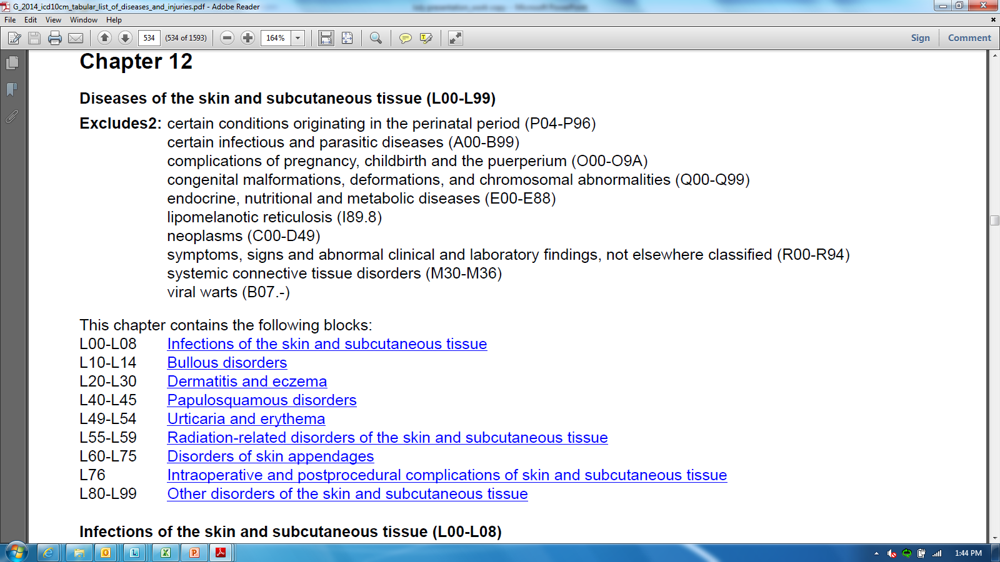 G_2014_icd10cm_tabular_list_of_diseases_and_injuries.pdf - Adobe Reader
File Edit View Window Help
534 (534 of 1593) 164% Sign Comment
Chapter 12
Diseases of the skin and subcutaneous tissue (L00-L99)
Excludes2: certain conditions originating in the perinatal period (P04-P96)
certain infectious and parasitic diseases (A00-B99)
complications of pregnancy, childbirth and the puerperium (O00-O9A)
congenital malformations, deformations, and chromosomal abnormalities (Q00-Q99)
endocrine, nutritional and metabolic diseases (E00-E88)
lipomelanotic reticulosis (I89.8)
neoplasms (C00-D49)
symptoms, signs and abnormal clinical and laboratory findings, not elsewhere classified (R00-R94)
systemic connective tissue disorders (M30-M36)
viral warts (B07.-)
This chapter contains the following blocks:
L00-L08 Infections of the skin and subcutaneous tissue
L10-L14 Bullous disorders
L20-L30 Dermatitis and eczema
L40-L45 Papulosquamous disorders
L49-L54 Urticaria and erythema
L55-L59 Radiation-related disorders of the skin and subcutaneous tissue
L60-L75 Disorders of skin appendages
L76 Intraoperative and postprocedural complications of skin and subcutaneous tissue
L80-L99 Other disorders of the skin and subcutaneous tissue
Infections of the skin and subcutaneous tissue (L00-L08)
1:44 PM